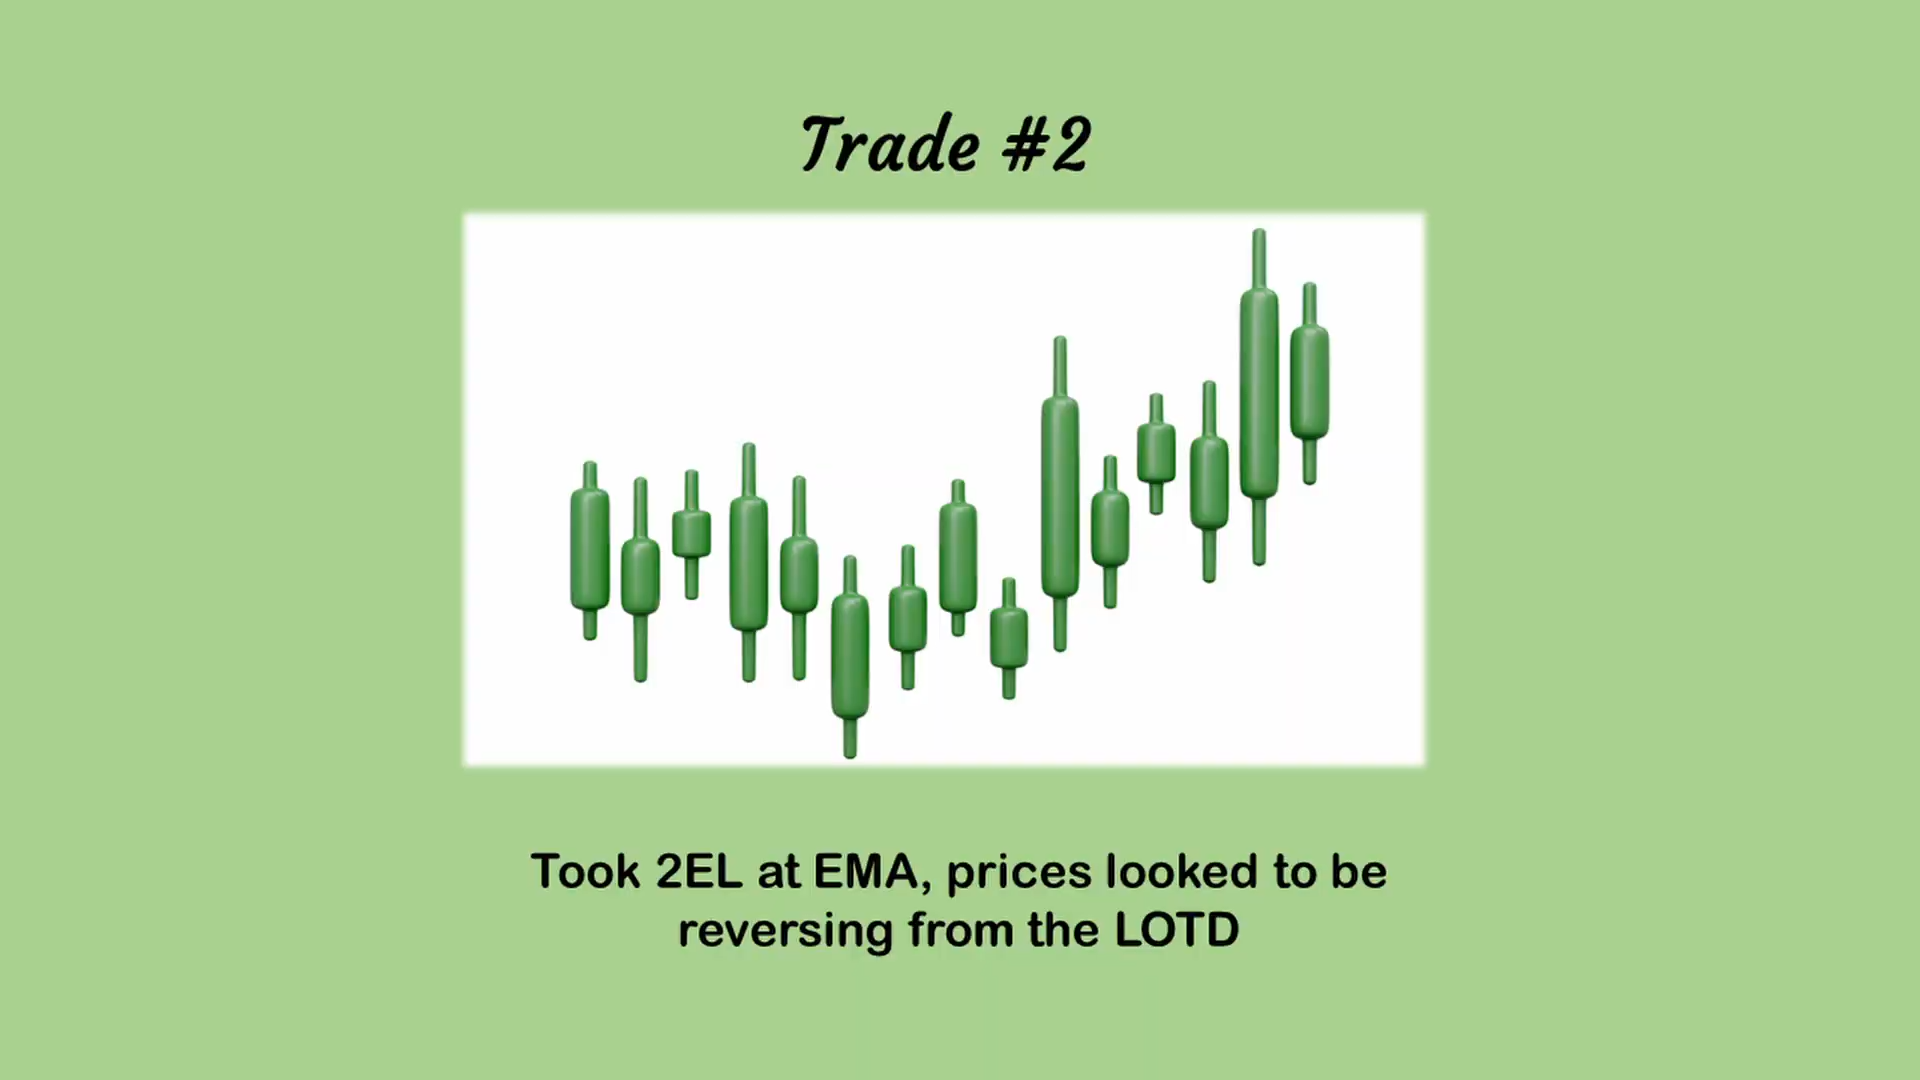 Trade #2
Took 2EL at EMA, prices looked to be
reversing from the LOTD